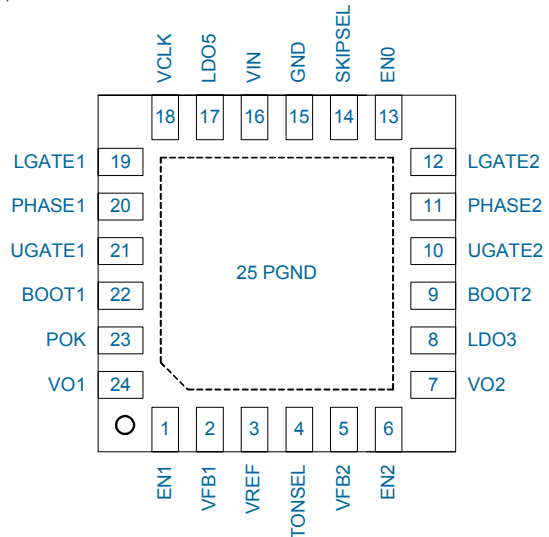 VCLK
LDO5
VIN
GND
SKIPSEL
EN0
18
17
16
15
14
13
LGATE1 19
PHASE1 20
UGATE1 21
BOOT1 22
POK 23
VO1 24
25 PGND
12 LGATE2
11 PHASE2
10 UGATE2
9 BOOT2
8 LDO3
7 VO2
1
2
3
4
5
6
EN1
VFB1
VREF
TONSEL
VFB2
EN2